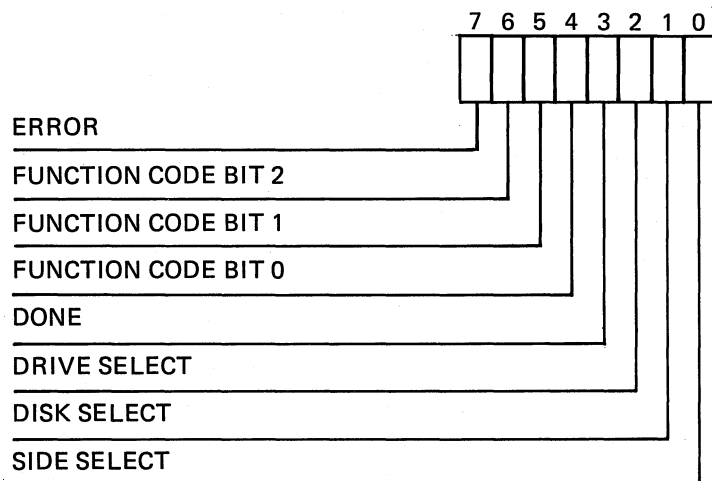 7 6 5 4 3 2 1 0
ERROR
FUNCTION CODE BIT 2
FUNCTION CODE BIT 1
FUNCTION CODE BIT 0
DONE
DRIVE SELECT
DISK SELECT
SIDE SELECT